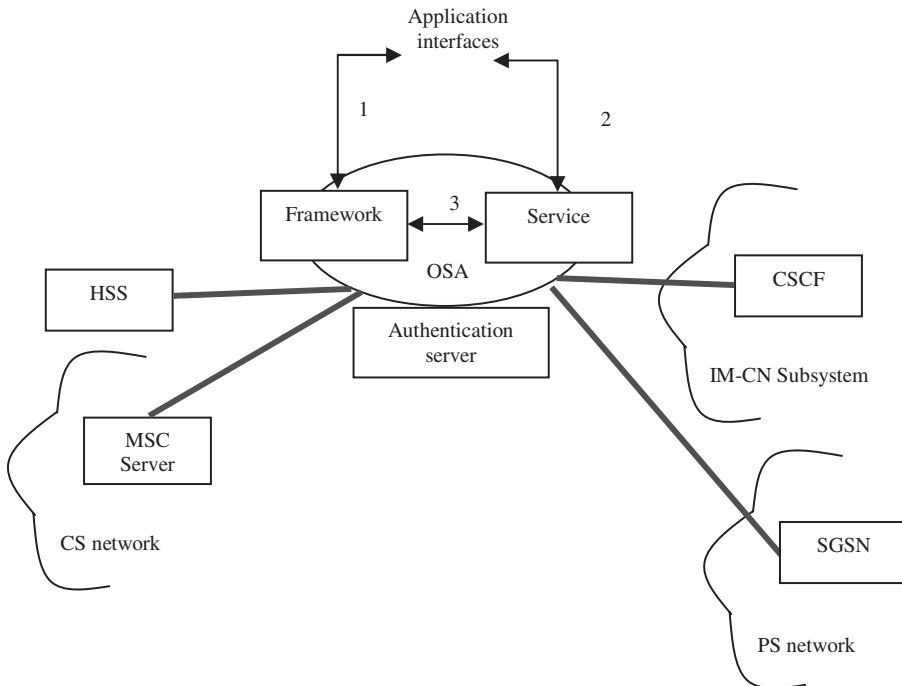 Application
interfaces
1
2
Framework
3
Service
OSA
HSS
CSCF
Authentication
server
IM-CN Subsystem
MSC
Server
CS network
SGSN
PS network